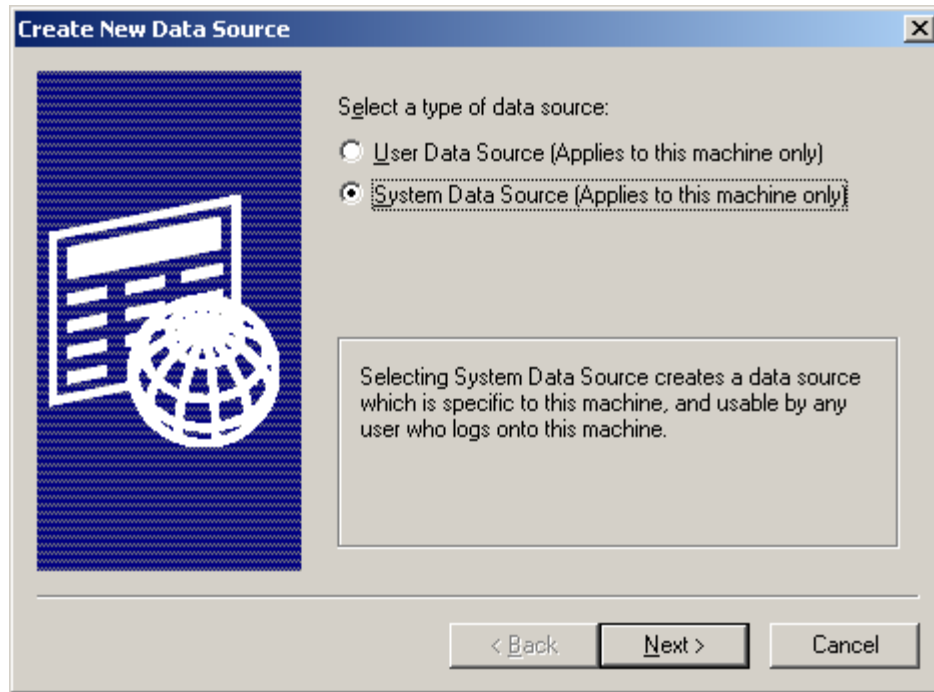 Create New Data Source
Select a type of data source:
User Data Source (Applies to this machine only)
System Data Source (Applies to this machine only)
Selecting System Data Source creates a data source
which is specific to this machine, and usable by any
user who logs onto this machine.
< Back
Next >
Cancel